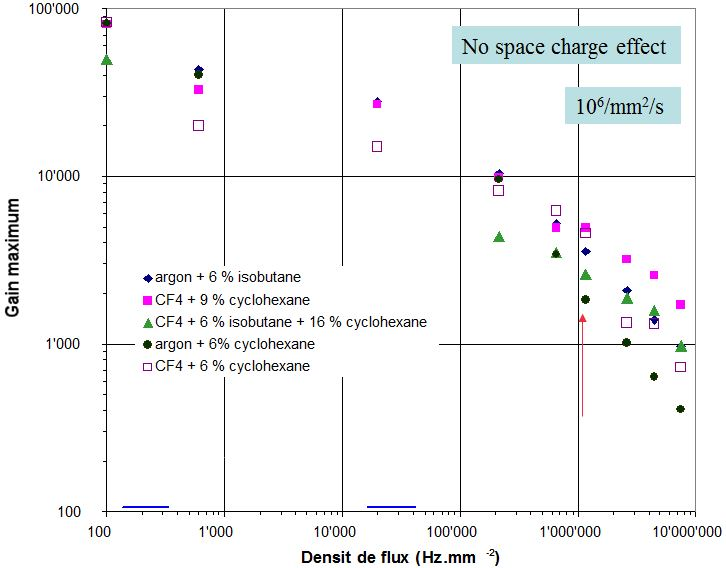 100'000
No space charge effect
10⁶/mm²/s
10'000
Gain maximum
argon + 6 % isobutane
CF4 + 9 % cyclohexane
CF4 + 6 % isobutane + 16 % cyclohexane
argon + 6% cyclohexane
CF4 + 6 % cyclohexane
1'000
100
100 1'000 10'000 100'000 1'000'000 10'000'000
Densit de flux (Hz.mm ⁻²)